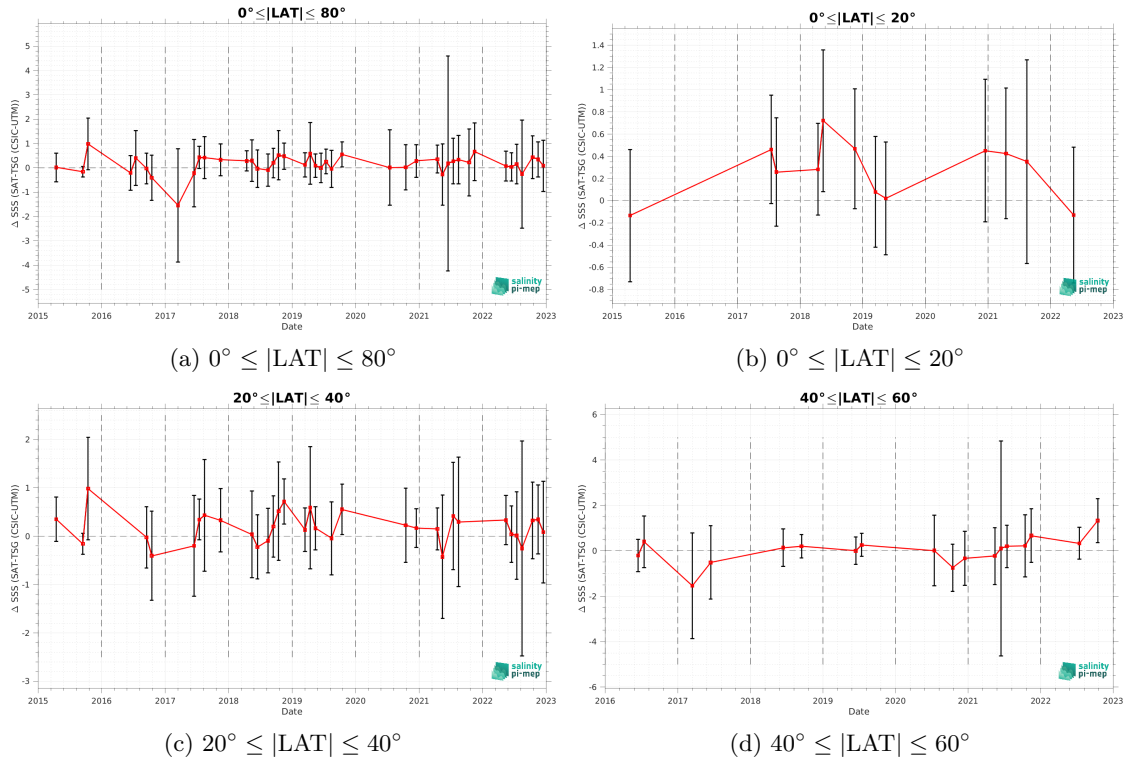 0°≤|LAT|≤ 80°
Δ SSS (SAT-TSG (CSIC-UTM))
5
4
3
2
1
0
-1
-2
-3
-4
-5
2015 2016 2017 2018 2019 2020 2021 2022 2023
Date
salinity
pi-mep
(a) 0° ≤ |LAT| ≤ 80°
0°≤|LAT|≤ 20°
Δ SSS (SAT-TSG (CSIC-UTM))
1.4
1.2
1
0.8
0.6
0.4
0.2
0
-0.2
-0.4
-0.6
-0.8
2015 2016 2017 2018 2019 2020 2021 2022 2023
Date
salinity
pi-mep
(b) 0° ≤ |LAT| ≤ 20°
20°≤|LAT|≤ 40°
Δ SSS (SAT-TSG (CSIC-UTM))
2
1
0
-1
-2
-3
2015 2016 2017 2018 2019 2020 2021 2022 2023
Date
salinity
pi-mep
(c) 20° ≤ |LAT| ≤ 40°
40°≤|LAT|≤ 60°
Δ SSS (SAT-TSG (CSIC-UTM))
6
4
2
0
-2
-4
-6
2016 2017 2018 2019 2020 2021 2022 2023
Date
salinity
pi-mep
(d) 40° ≤ |LAT| ≤ 60°